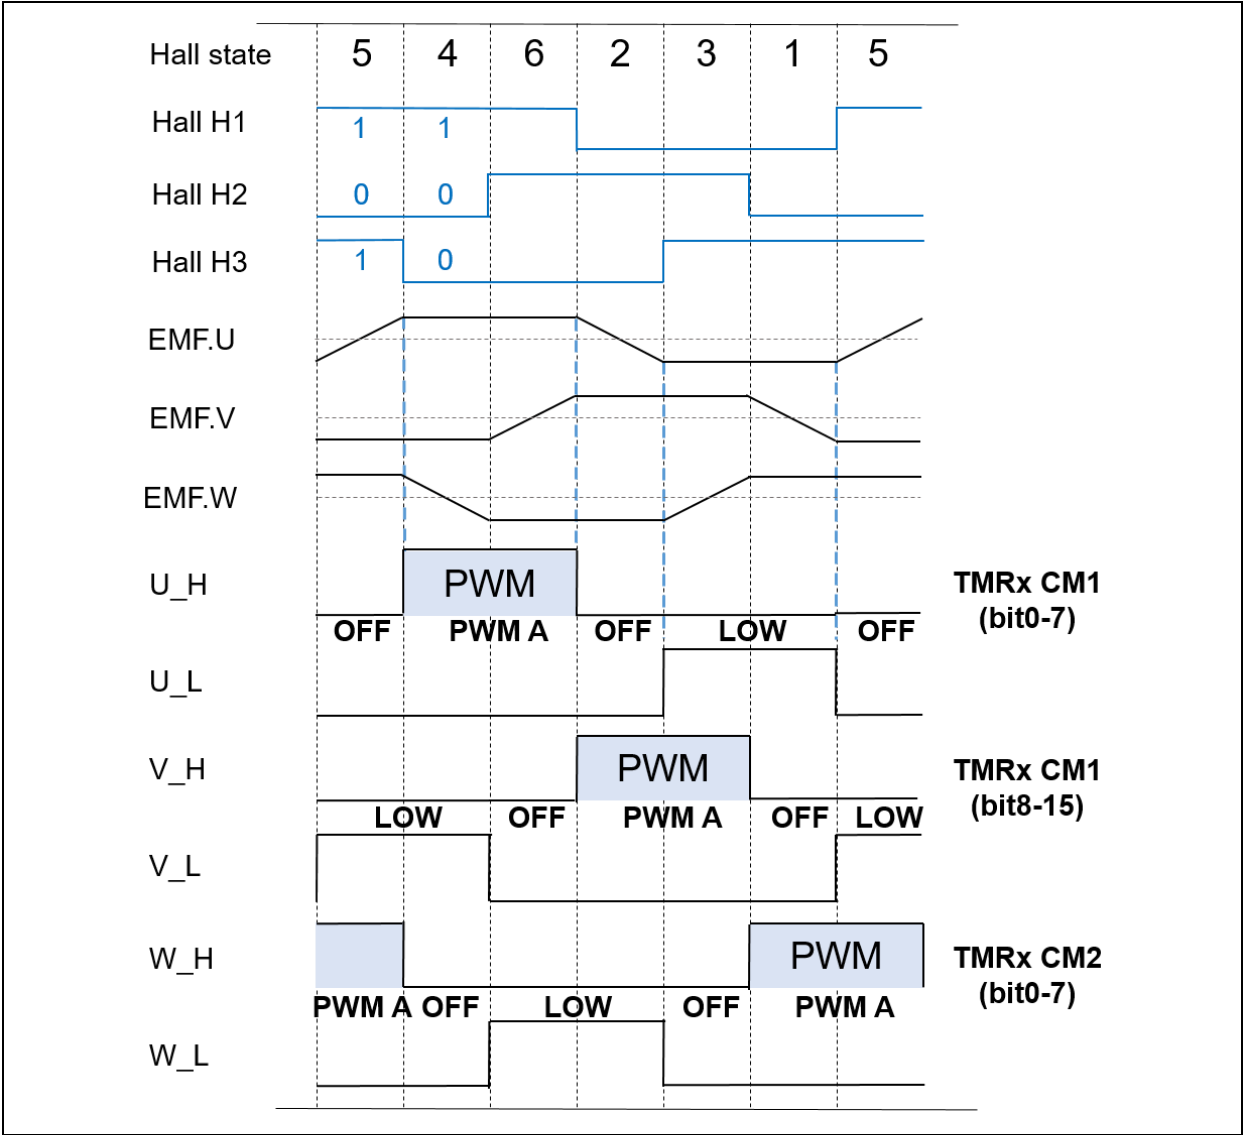 Hall state 5 4 6 2 3 1 5
Hall H1 1 1
Hall H2 0 0
Hall H3 1 0
EMF.U
EMF.V
EMF.W
U_H PWM TMRx CM1
(bit0-7)
OFF PWM A OFF LOW OFF
U_L
V_H PWM TMRx CM1
(bit8-15)
LOW OFF PWM A OFF LOW
V_L
W_H PWM TMRx CM2
(bit0-7)
PWM A OFF LOW OFF PWM A
W_L